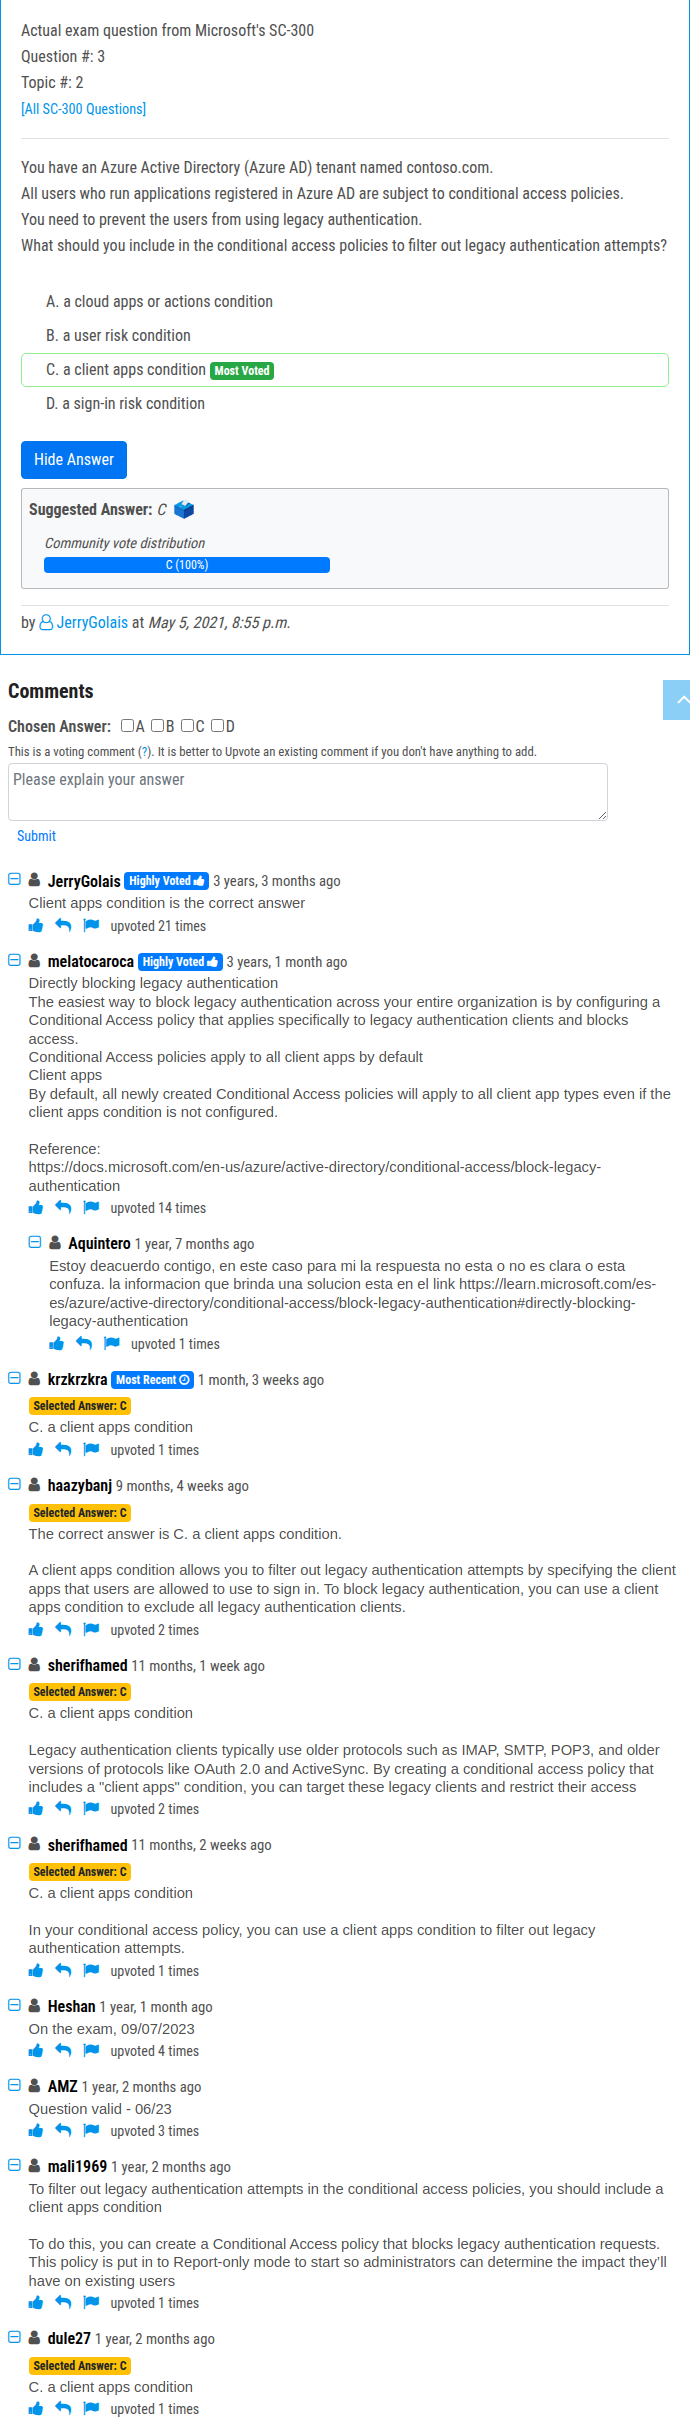 Actual exam question from Microsoft's SC-300
Question #: 3
Topic #: 2
[All SC-300 Questions]
You have an Azure Active Directory (Azure AD) tenant named contoso.com.
All users who run applications registered in Azure AD are subject to conditional access policies.
You need to prevent the users from using legacy authentication.
What should you include in the conditional access policies to filter out legacy authentication attempts?
A. a cloud apps or actions condition
B. a user risk condition
C. a client apps condition Most Voted
D. a sign-in risk condition
Hide Answer
Suggested Answer: C
Community vote distribution
C (100%)
by JerryGolais at May 5, 2021, 8:55 p.m.
Comments
Chosen Answer: A B C D
This is a voting comment (?). It is better to Upvote an existing comment if you don't have anything to add.
Please explain your answer
Submit
JerryGolais Highly Voted 3 years, 3 months ago
Client apps condition is the correct answer
upvoted 21 times
melatocaroca Highly Voted 3 years, 1 month ago
Directly blocking legacy authentication
The easiest way to block legacy authentication across your entire organization is by configuring a
Conditional Access policy that applies specifically to legacy authentication clients and blocks
access.
Conditional Access policies apply to all client apps by default
Client apps
By default, all newly created Conditional Access policies will apply to all client app types even if the
client apps condition is not configured.
Reference:
https://docs.microsoft.com/en-us/azure/active-directory/conditional-access/block-legacy-
authentication
upvoted 14 times
Aquintero 1 year, 7 months ago
Estoy deacuerdo contigo, en este caso para mi la respuesta no esta o no es clara o esta
confuza. la informacion que brinda una solucion esta en el link https://learn.microsoft.com/es-
es/azure/active-directory/conditional-access/block-legacy-authentication#directly-blocking-
legacy-authentication
upvoted 1 times
krzkrzkra Most Recent 1 month, 3 weeks ago
Selected Answer: C
C. a client apps condition
upvoted 1 times
haazybanj 9 months, 4 weeks ago
Selected Answer: C
The correct answer is C. a client apps condition.
A client apps condition allows you to filter out legacy authentication attempts by specifying the client
apps that users are allowed to use to sign in. To block legacy authentication, you can use a client
apps condition to exclude all legacy authentication clients.
upvoted 2 times
sherifhamed 11 months, 1 week ago
Selected Answer: C
C. a client apps condition
Legacy authentication clients typically use older protocols such as IMAP, SMTP, POP3, and older
versions of protocols like OAuth 2.0 and ActiveSync. By creating a conditional access policy that
includes a "client apps" condition, you can target these legacy clients and restrict their access
upvoted 2 times
sherifhamed 11 months, 2 weeks ago
Selected Answer: C
C. a client apps condition
In your conditional access policy, you can use a client apps condition to filter out legacy
authentication attempts.
upvoted 1 times
Heshan 1 year, 1 month ago
On the exam, 09/07/2023
upvoted 4 times
AMZ 1 year, 2 months ago
Question valid - 06/23
upvoted 3 times
mali1969 1 year, 2 months ago
To filter out legacy authentication attempts in the conditional access policies, you should include a
client apps condition
To do this, you can create a Conditional Access policy that blocks legacy authentication requests.
This policy is put in to Report-only mode to start so administrators can determine the impact they'll
have on existing users
upvoted 1 times
dule27 1 year, 2 months ago
Selected Answer: C
C. a client apps condition
upvoted 1 times